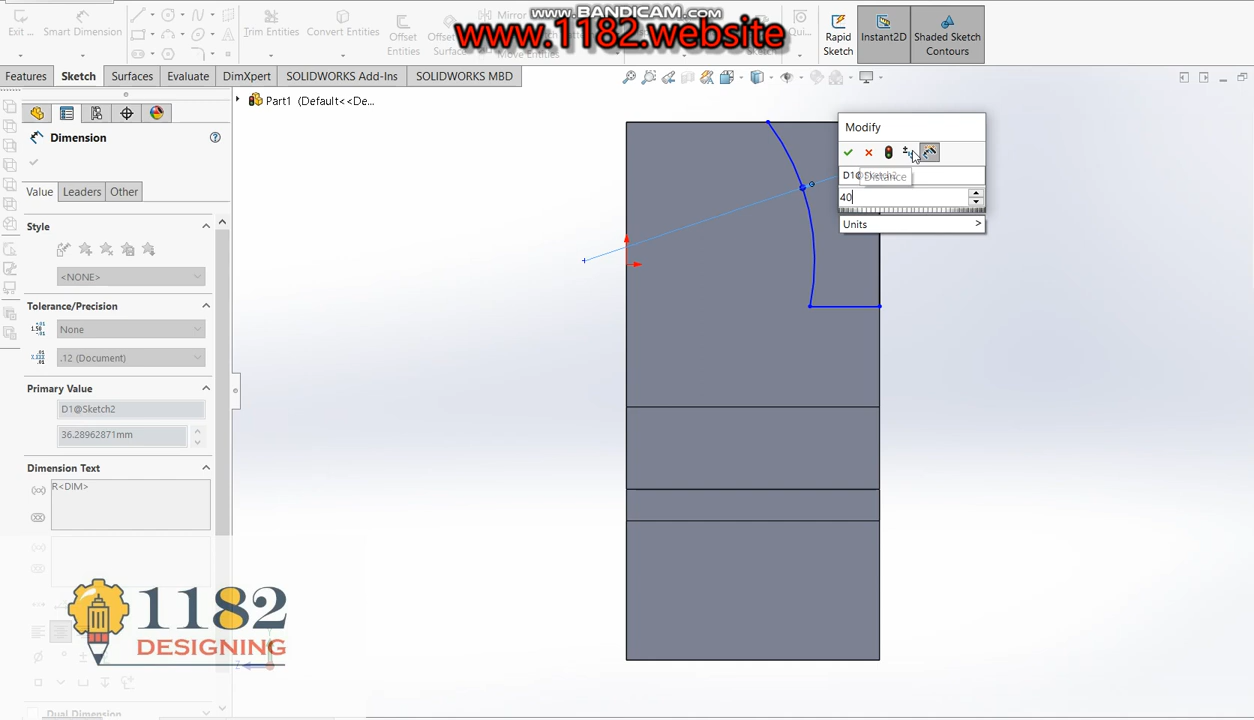 www.BANDICAM.com
www.1182.website
Exit ...
Smart Dimension
Trim Entities
Convert Entities
Offset
Entities
Mirror
Move Entities
Rapid
Sketch
Instant2D
Shaded Sketch
Contours
Features
Sketch
Surfaces
Evaluate
DimXpert
SOLIDWORKS Add-Ins
SOLIDWORKS MBD
Part1 (Default<<De...
Dimension
Value
Leaders
Other
Style
<NONE>
Tolerance/Precision
None
.12 (Document)
Primary Value
D1@Sketch2
36.28962871mm
Dimension Text
R<DIM>
Dual Dimension
Modify
Distance
40
Units
1182
DESIGNING